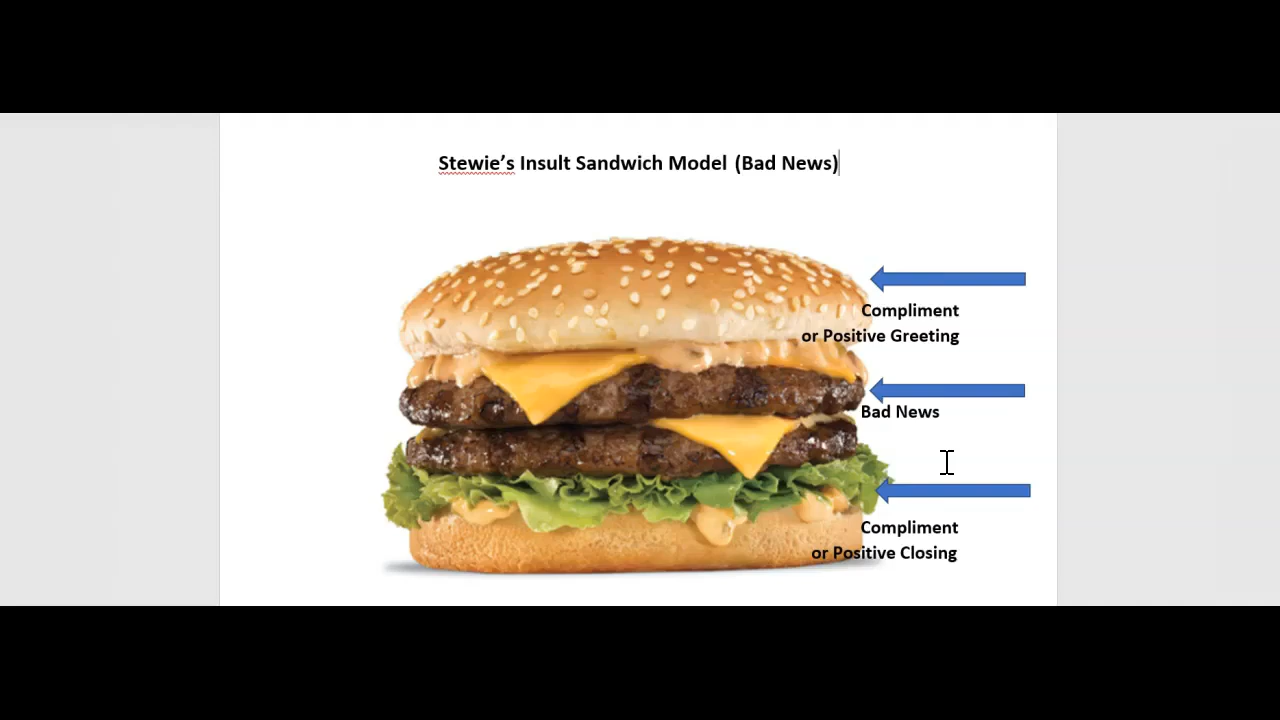 Stewie's Insult Sandwich Model (Bad News)
Compliment
or Positive Greeting
Bad News
Compliment
or Positive Closing